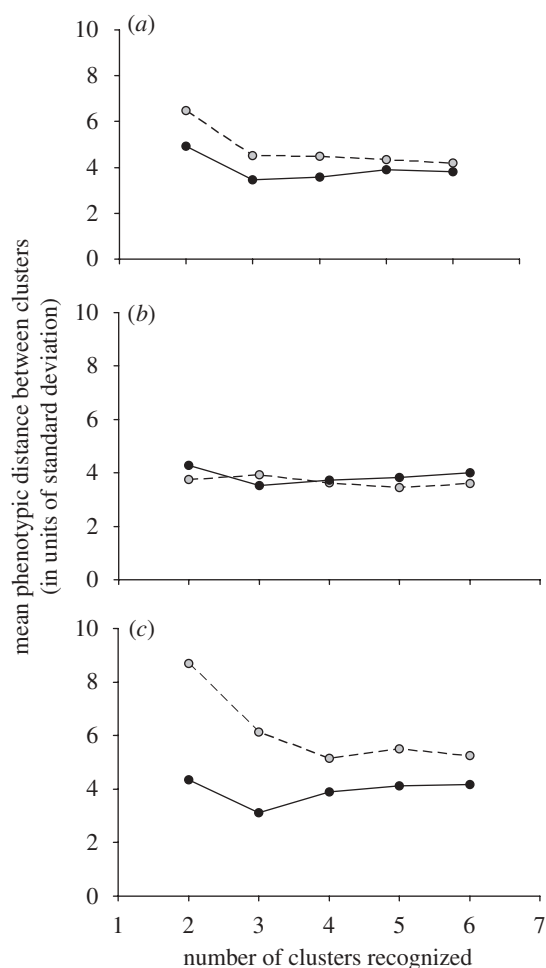 mean phenotypic distance between clusters
(in units of standard deviation)
(a)
10
8
6
4
2
0
(b)
10
8
6
4
2
0
(c)
10
8
6
4
2
0
1 2 3 4 5 6 7
number of clusters recognized